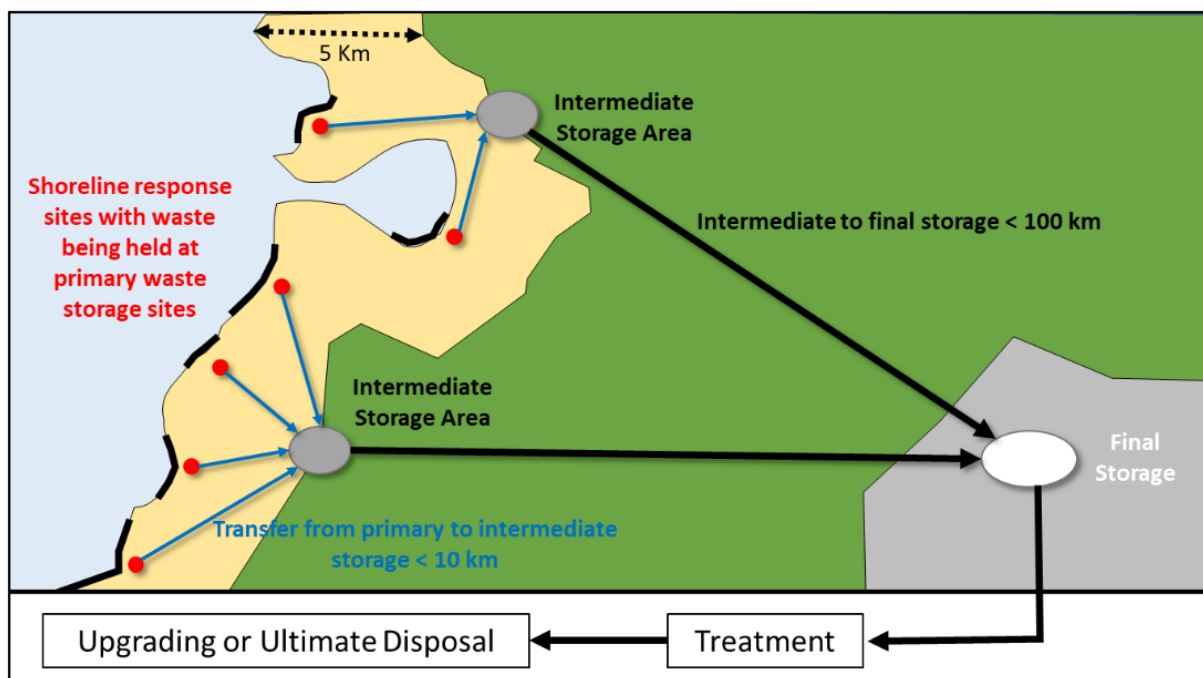 5 Km
Intermediate
Storage Area
Shoreline response
sites with waste
being held at
primary waste
storage sites
Intermediate to final storage < 100 km
Intermediate
Storage Area
Final
Storage
Transfer from primary to intermediate
storage < 10 km
Upgrading or Ultimate Disposal
Treatment